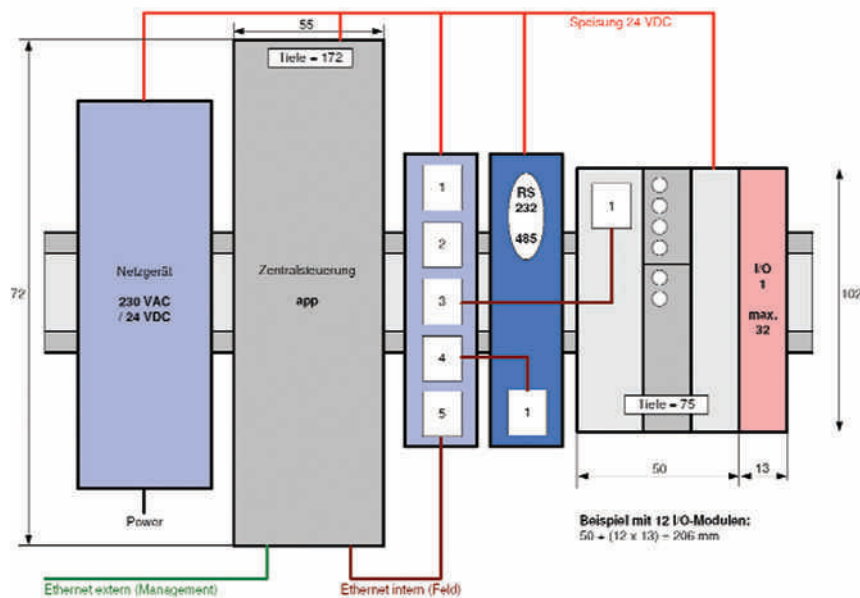 55
Speisung 24 VDC
Tiele = 172
1
RS
232
485
1
2
Netzgerät
230 VAC
/ 24 VDC
Zentralsteuerung
app
3
I/O
1
max.
32
72
102
4
5
1
Tiele = 75
50
13
Power
Beispiel mit 12 I/O-Modulen:
50 + (12 x 13) = 206 mm
Ethernet extern (Management)
Ethernet intern (Feld)